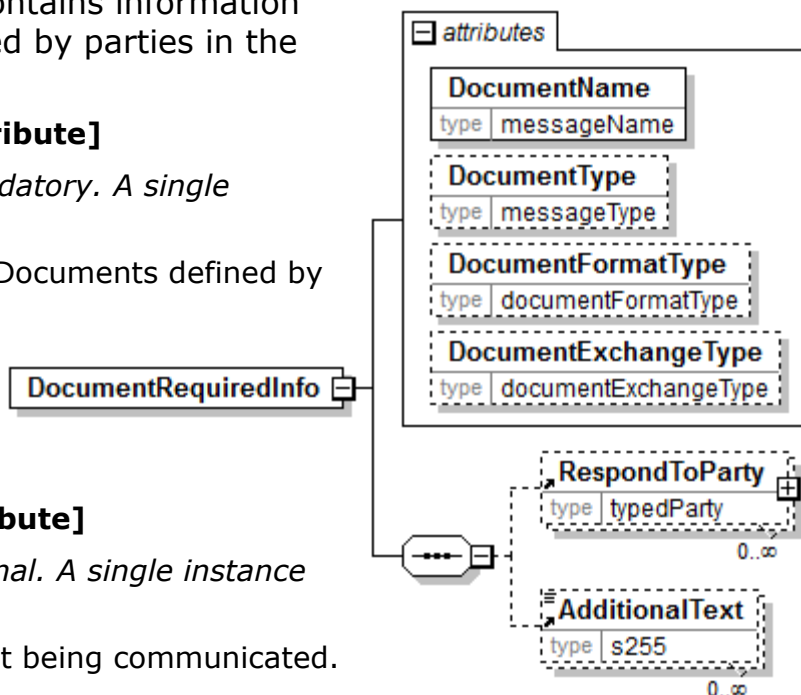 ontains information
ed by parties in the
ribute]
datory. A single
Documents defined by
bute]
nal. A single instance
t being communicated.
DocumentRequiredInfo
attributes
DocumentName
type messageName
DocumentType
type messageType
DocumentFormatType
type documentFormatType
DocumentExchangeType
type documentExchangeType
RespondToParty
type typedParty
0..∞
AdditionalText
type s255
0..∞